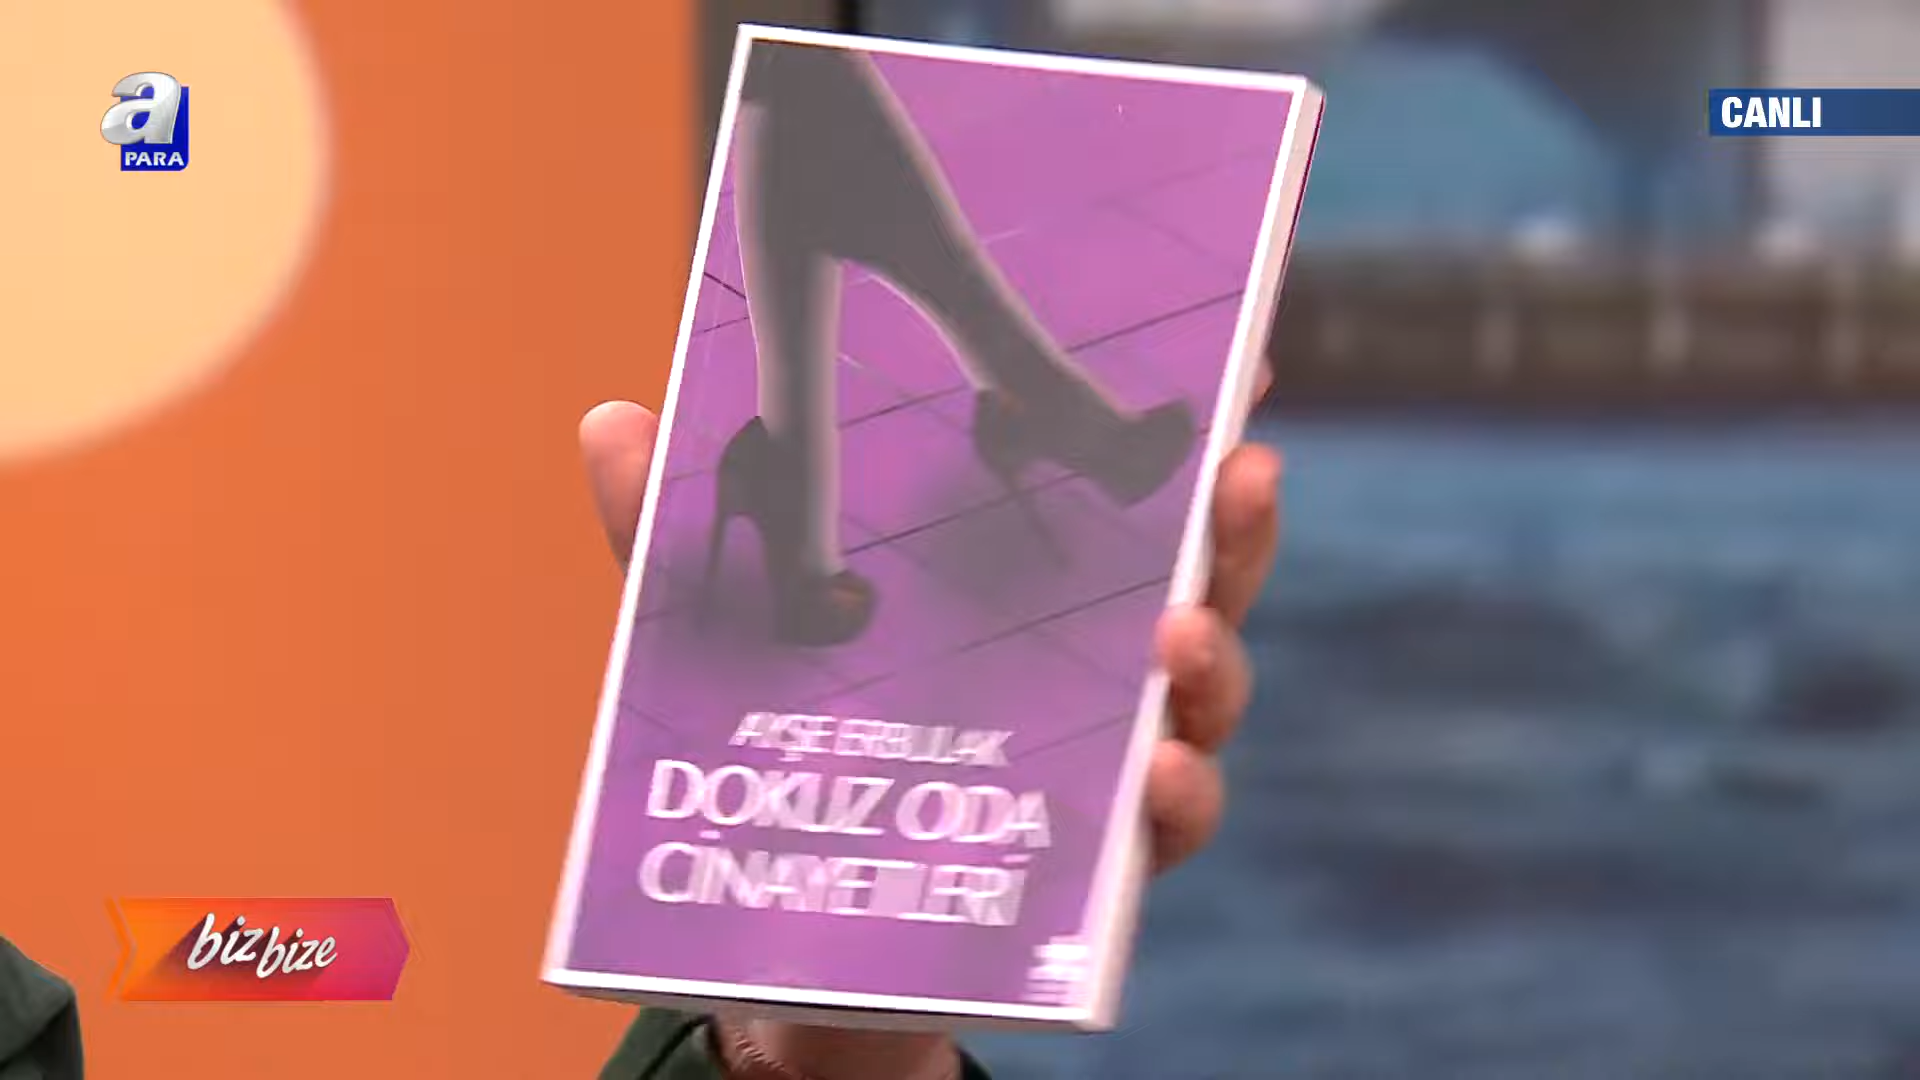 a
PARA
CANLI
AYŞE ERBULAK
DOKUZ ODA
CİNAYETLERİ
biz bize